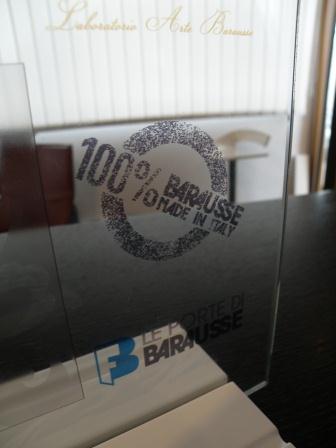 Laboratorio Arte Barausse
100%
BARAUSSE
MADE IN ITALY
LE PORTE DI
BARAUSSE